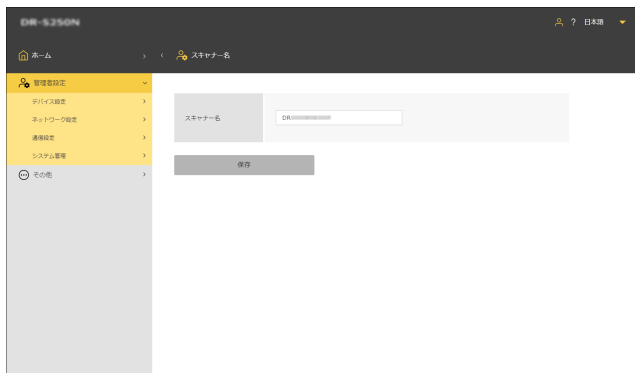 DR-S250N
? 日本語
ホーム
スキャナー名
管理者設定
デバイス設定
ネットワーク設定
通信設定
システム管理
その他
スキャナー名
DR
保存